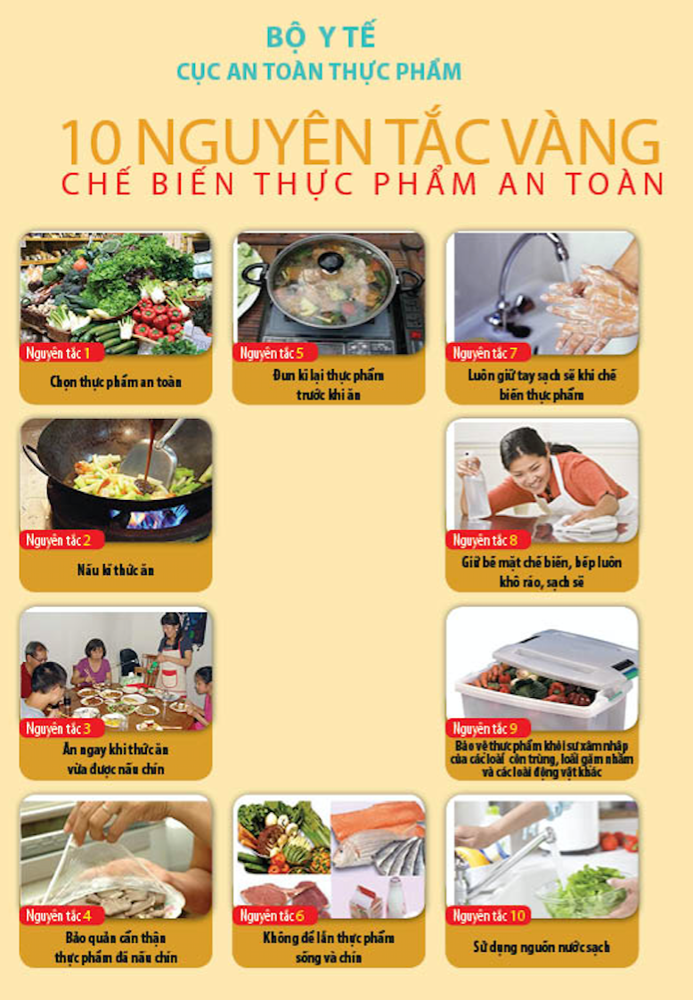 BỘ Y TẾ
CỤC AN TOÀN THỰC PHẨM
10 NGUYÊN TẮC VÀNG
CHẾ BIẾN THỰC PHẨM AN TOÀN
Nguyên tắc 1
Chọn thực phẩm an toàn
Nguyên tắc 2
Nấu kĩ thức ăn
Nguyên tắc 3
Ăn ngay khi thức ăn
vừa được nấu chín
Nguyên tắc 4
Bảo quản cẩn thận
thực phẩm đã nấu chín
Nguyên tắc 5
Đun kĩ lại thực phẩm
trước khi ăn
Nguyên tắc 6
Không để lẫn thực phẩm
sống và chín
Nguyên tắc 7
Luôn giữ tay sạch sẽ khi chế
biến thực phẩm
Nguyên tắc 8
Giữ bề mặt chế biến, bếp luôn
khô ráo, sạch sẽ
Nguyên tắc 9
Bảo vệ thực phẩm khỏi sự xâm nhập
của các loài côn trùng, loài gặm nhấm
và các loài động vật khác
Nguyên tắc 10
Sử dụng nguồn nước sạch